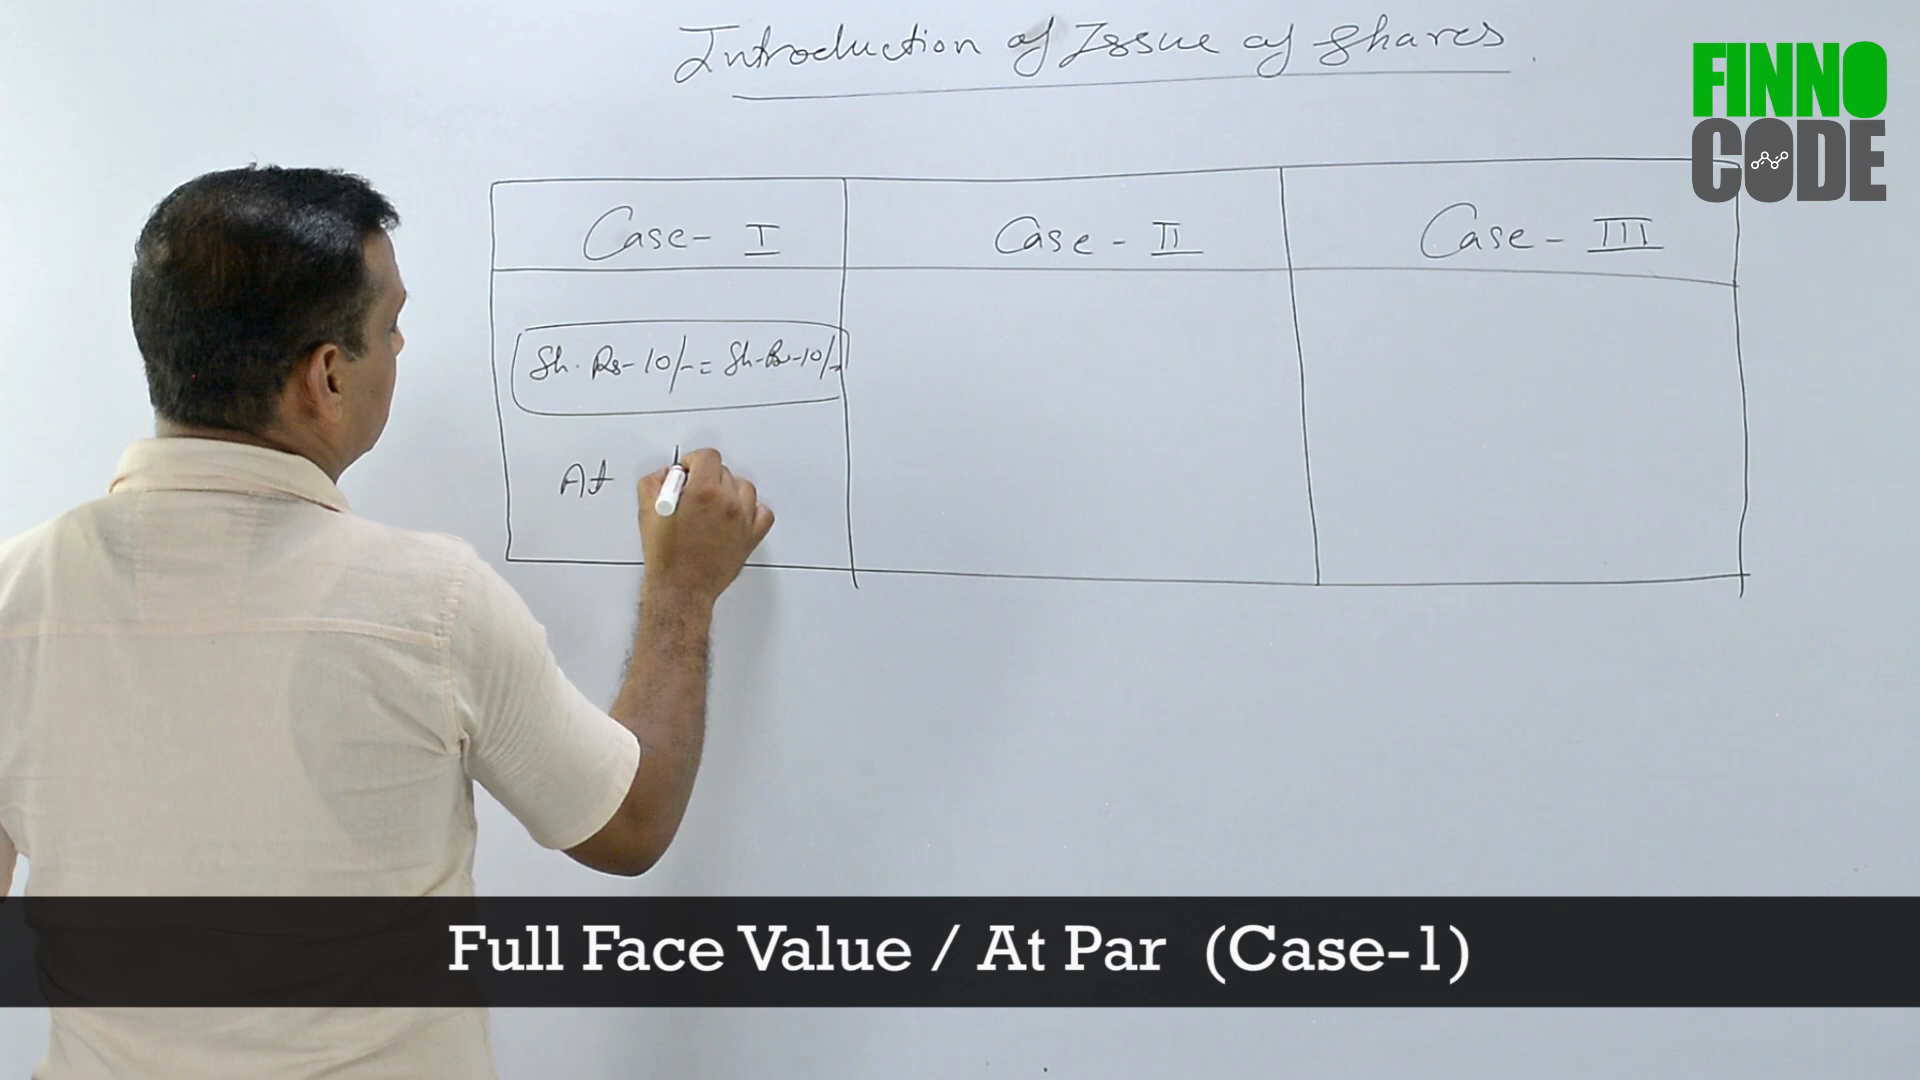 Introduction of Issue of Shares
FINNO
CODE
Case- I
Case - II
Case - III
Sh. Rs-10/- = Sh-Rs-10/-
At
Full Face Value / At Par (Case-1)